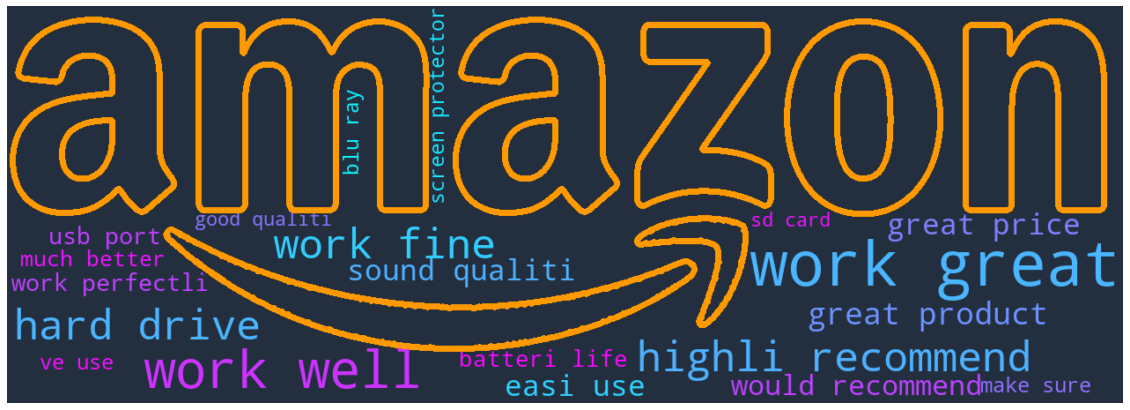 amazon
blu ray
screen protector
good qualiti
sd card
great price
usb port
work fine
much better
sound qualiti
work great
work perfectli
great product
hard drive
ve use
work well
batteri life
highli recommend
easi use
would recommend
make sure